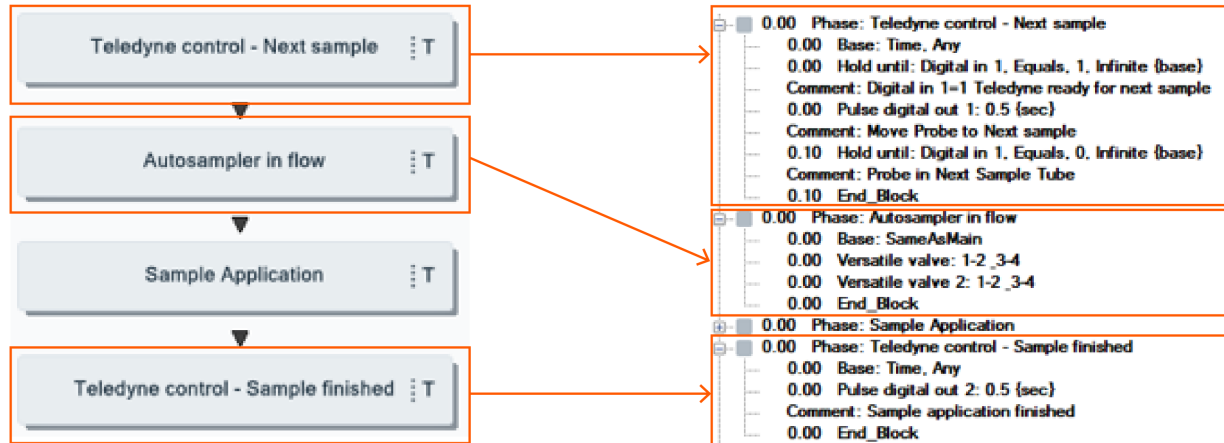 Teledyne control - Next sample T
Autosampler in flow T
Sample Application T
Teledyne control - Sample finished T
0.00 Phase: Teledyne control - Next sample
0.00 Base: Time, Any
0.00 Hold until: Digital in 1, Equals, 1, Infinite {base}
Comment: Digital in 1=1 Teledyne ready for next sample
0.00 Pulse digital out 1: 0.5 {sec}
Comment: Move Probe to Next sample
0.10 Hold until: Digital in 1, Equals, 0, Infinite {base}
Comment: Probe in Next Sample Tube
0.10 End_Block
0.00 Phase: Autosampler in flow
0.00 Base: SameAsMain
0.00 Versatile valve: 1-2_3-4
0.00 Versatile valve 2: 1-2_3-4
0.00 End_Block
0.00 Phase: Sample Application
0.00 Phase: Teledyne control - Sample finished
0.00 Base: Time, Any
0.00 Pulse digital out 2: 0.5 {sec}
Comment: Sample application finished
0.00 End_Block